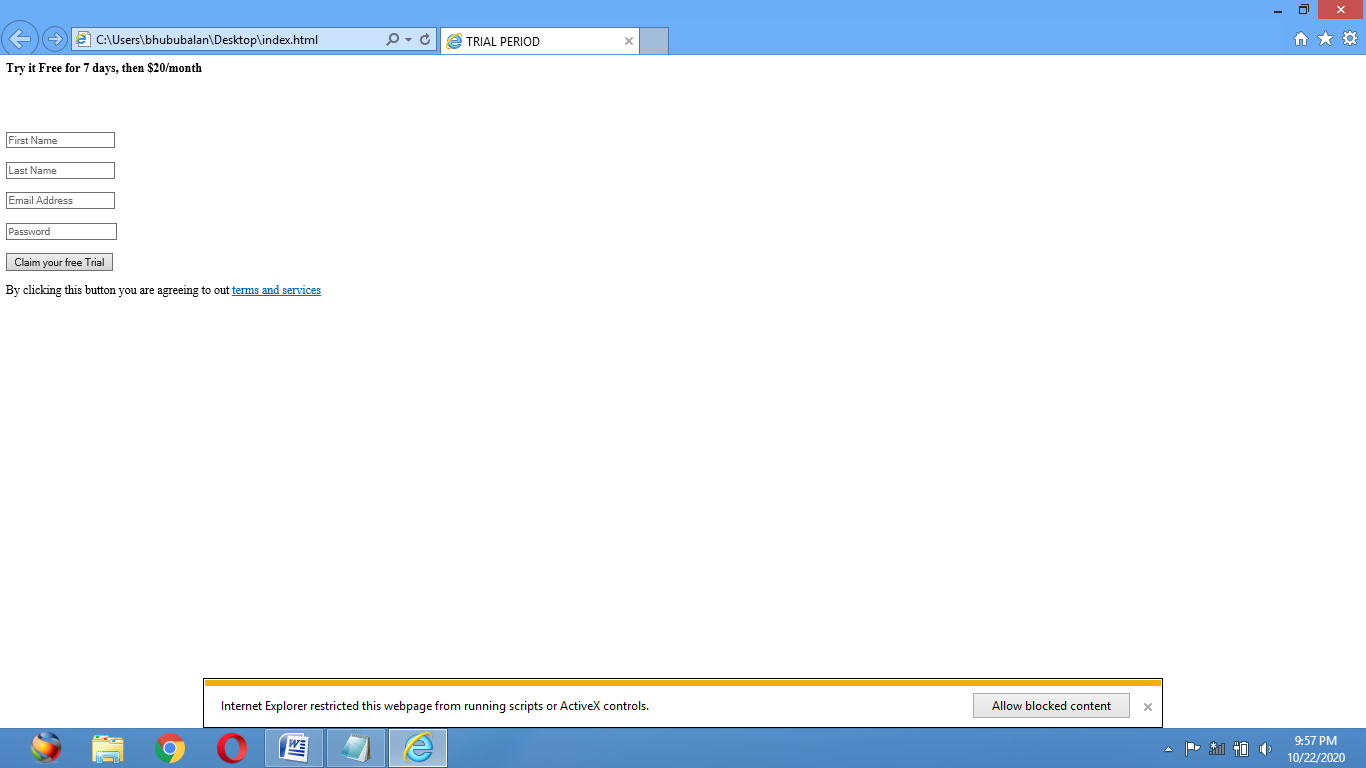 C:\Users\bhububalan\Desktop\index.html
TRIAL PERIOD
Try it Free for 7 days, then $20/month
First Name
Last Name
Email Address
Password
Claim your free Trial
By clicking this button you are agreeing to out terms and services
Internet Explorer restricted this webpage from running scripts or ActiveX controls.
Allow blocked content
9:57 PM
10/22/2020